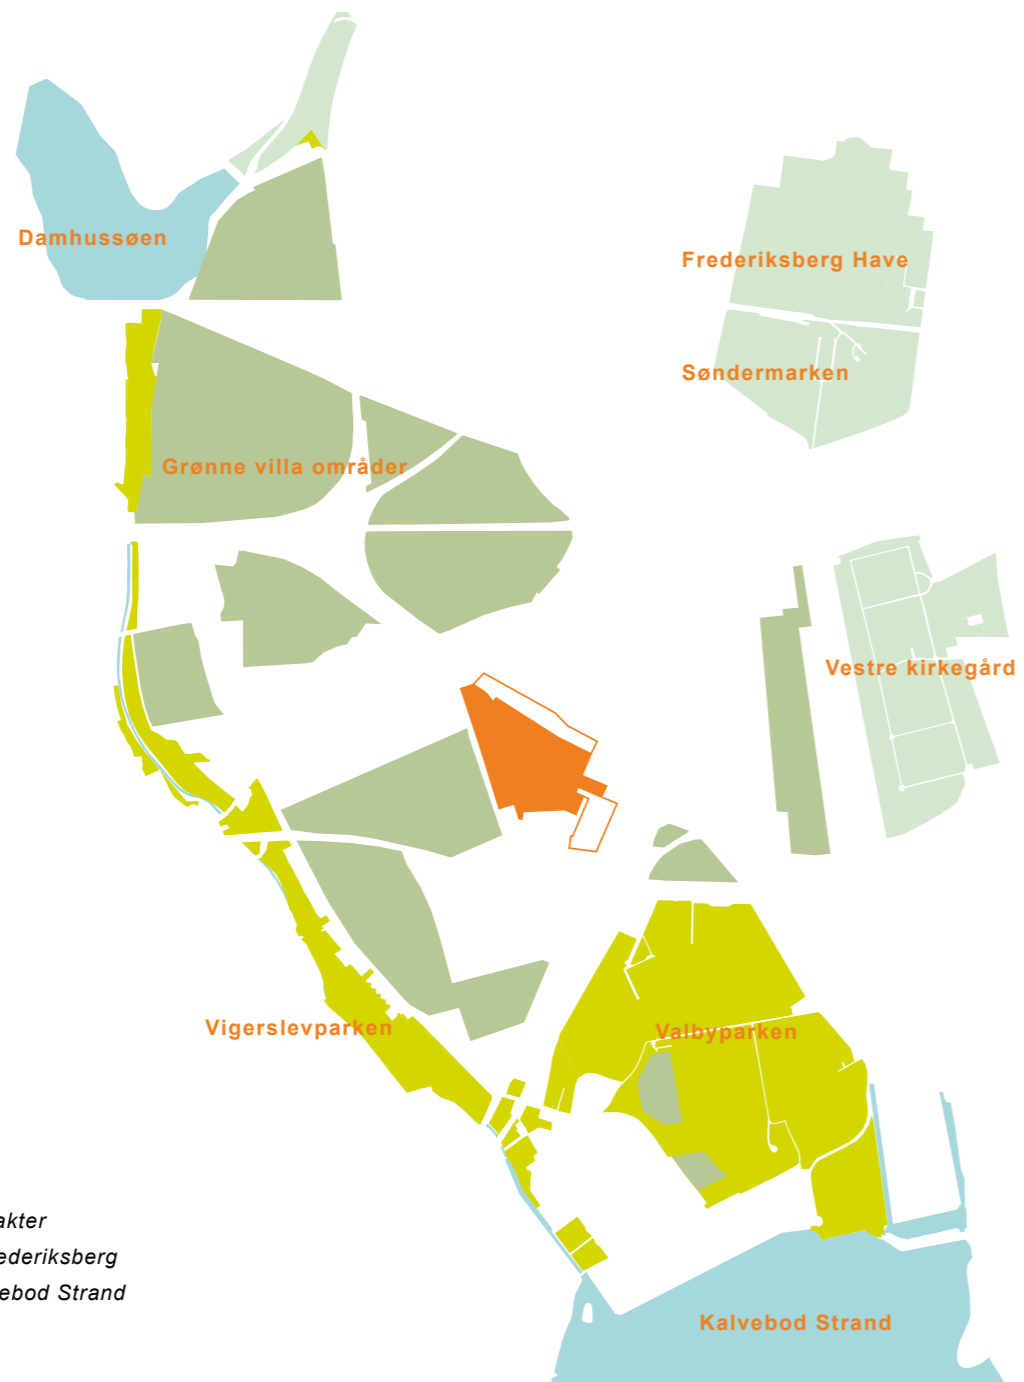 Damhussøen
Frederiksberg Have
Søndermarken
Grønne villa områder
Vestre kirkegård
Vigerslevparken
Valbyparken
akter
ederiksberg
ebod Strand
Kalvebod Strand